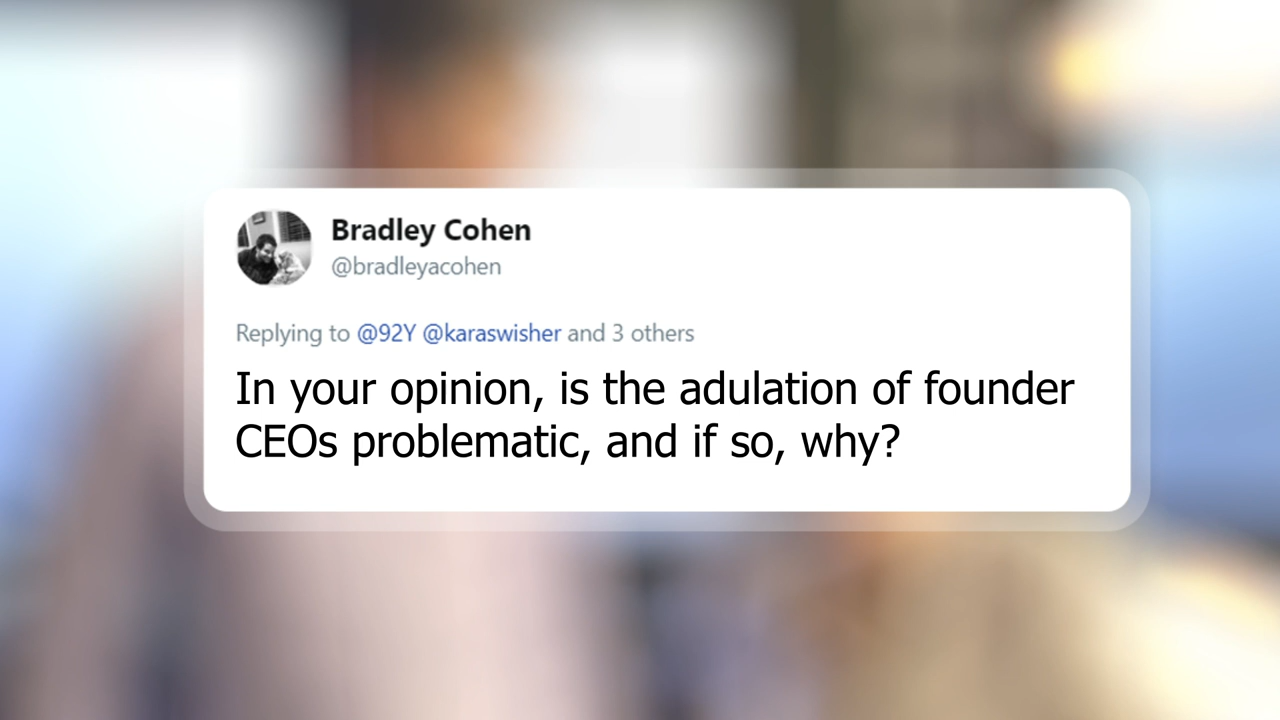 Bradley Cohen
@bradleyacohen
Replying to @92Y @karaswisher and 3 others
In your opinion, is the adulation of founder
CEOs problematic, and if so, why?